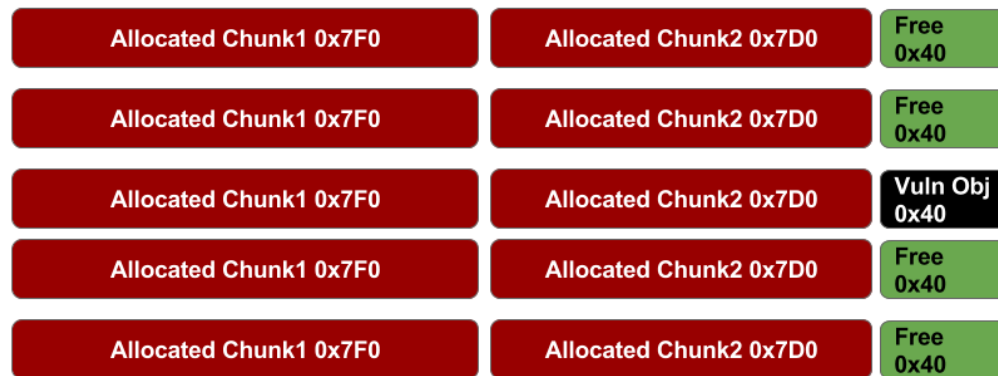 Allocated Chunk1 0x7F0 Allocated Chunk2 0x7D0 Free
0x40
Allocated Chunk1 0x7F0 Allocated Chunk2 0x7D0 Free
0x40
Allocated Chunk1 0x7F0 Allocated Chunk2 0x7D0 Vuln Obj
0x40
Allocated Chunk1 0x7F0 Allocated Chunk2 0x7D0 Free
0x40
Allocated Chunk1 0x7F0 Allocated Chunk2 0x7D0 Free
0x40